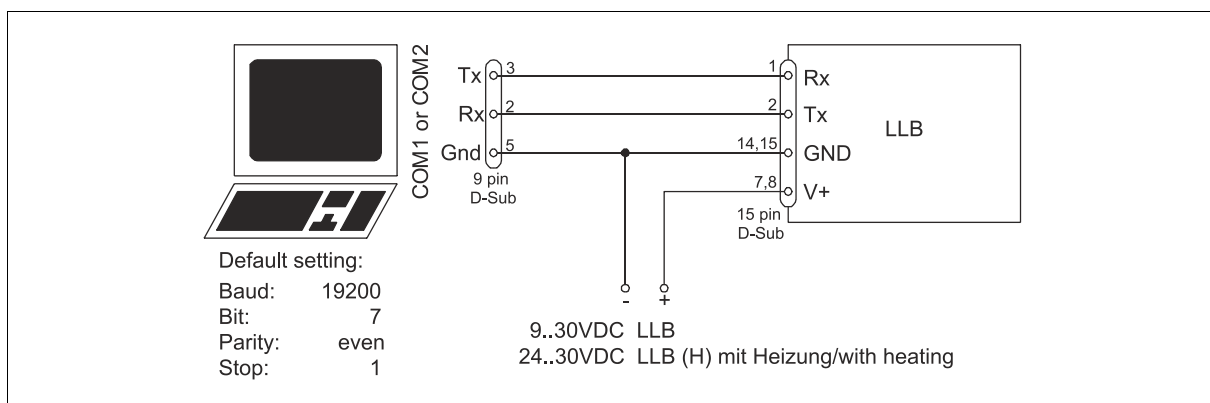 COM1 or COM2
Tx 3
Rx 2
Gnd 5
9 pin
D-Sub
1 Rx
2 Tx
14,15 GND
7,8 V+
15 pin
D-Sub
LLB
Default setting:
Baud: 19200
Bit: 7
Parity: even
Stop: 1
- +
9..30VDC LLB
24..30VDC LLB (H) mit Heizung/with heating